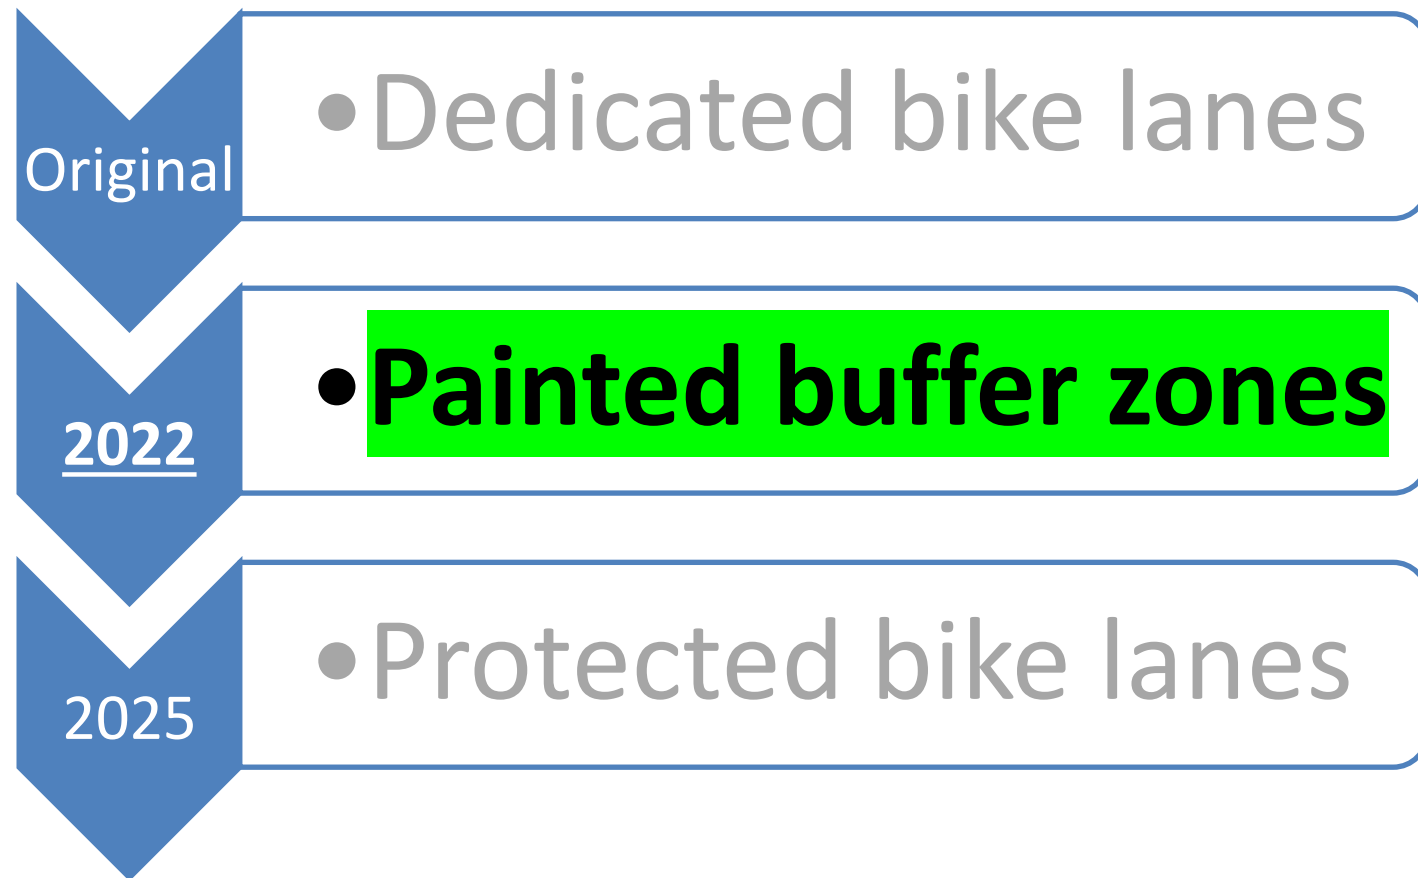 Original
•Dedicated bike lanes
2022
•Painted buffer zones
2025
•Protected bike lanes